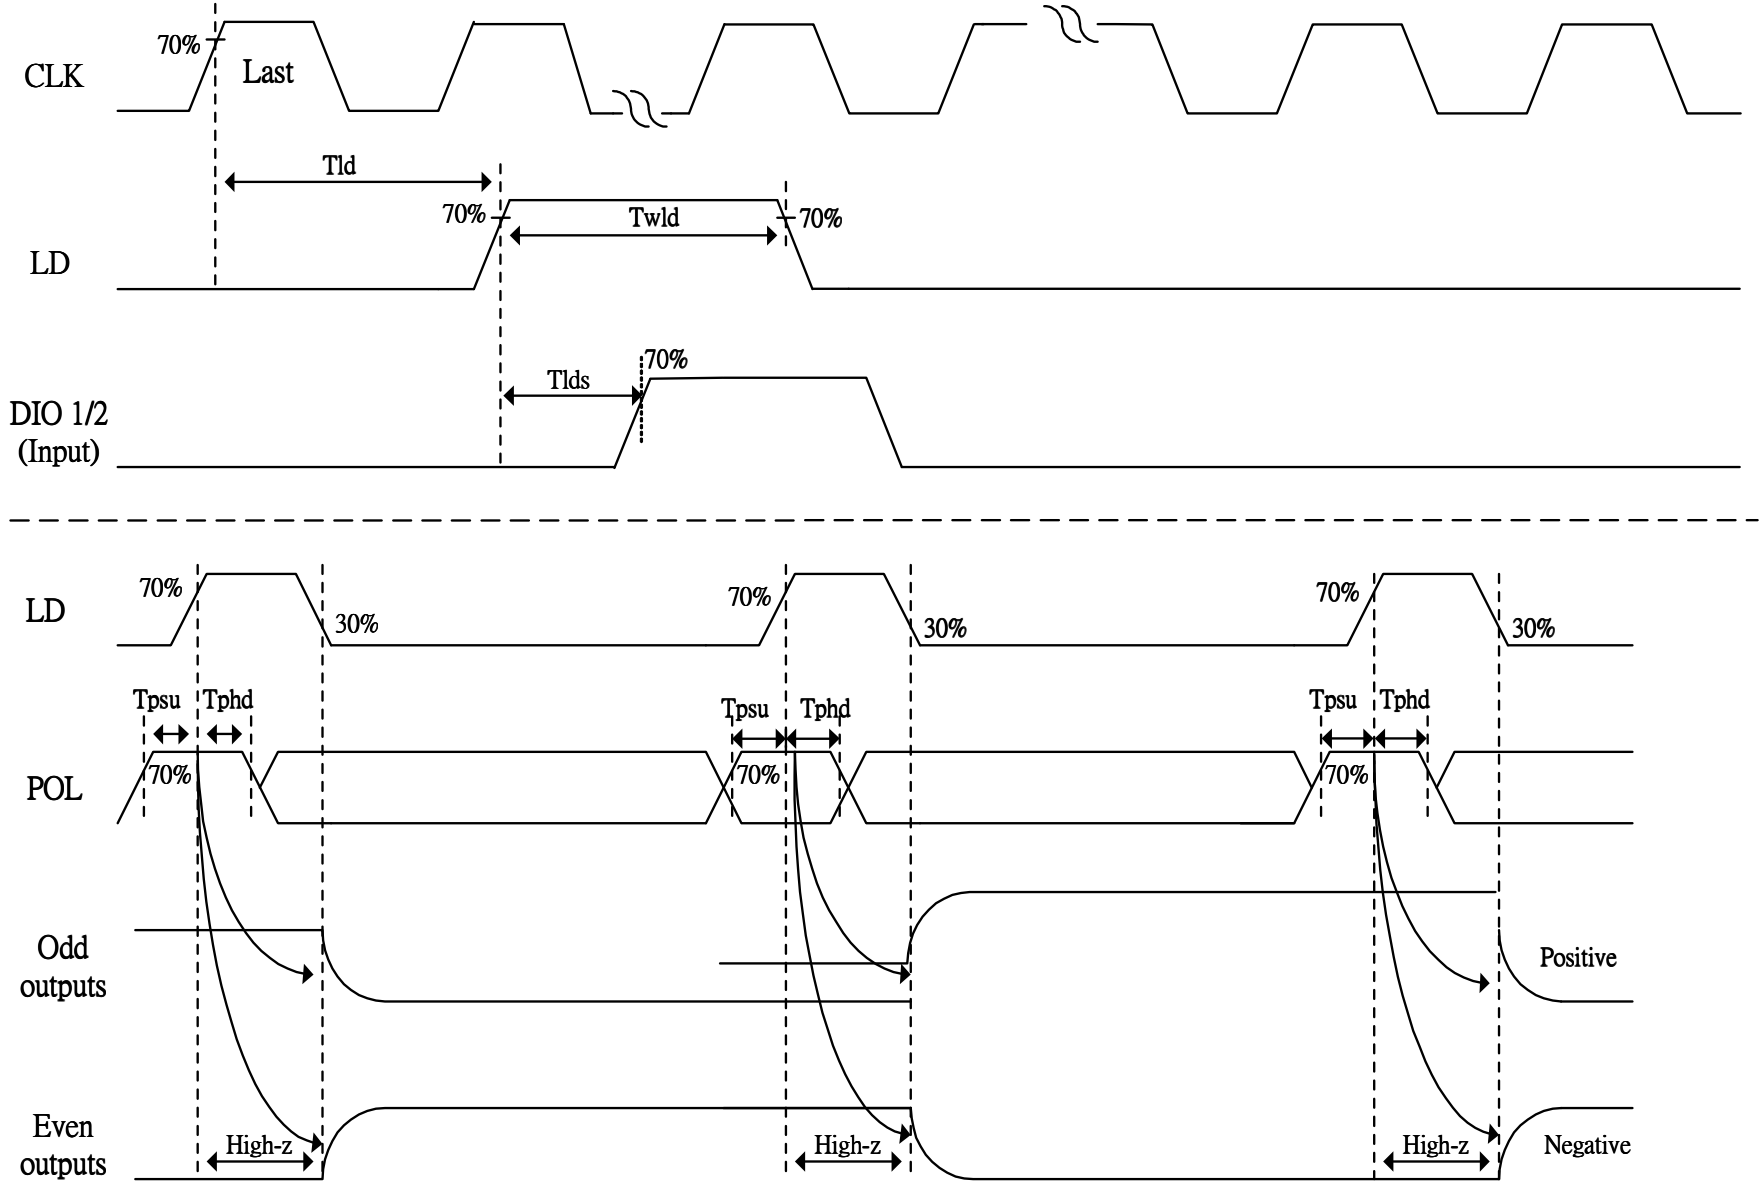 70%
CLK
Last
Tld
70%
Twld
70%
LD
70%
Tlds
DIO 1/2
(Input)
70%
30%
70%
30%
70%
30%
LD
Tpsu Tphd
Tpsu Tphd
Tpsu Tphd
70%
70%
70%
POL
Odd
outputs
Positive
Even
outputs
High-z
High-z
High-z
Negative